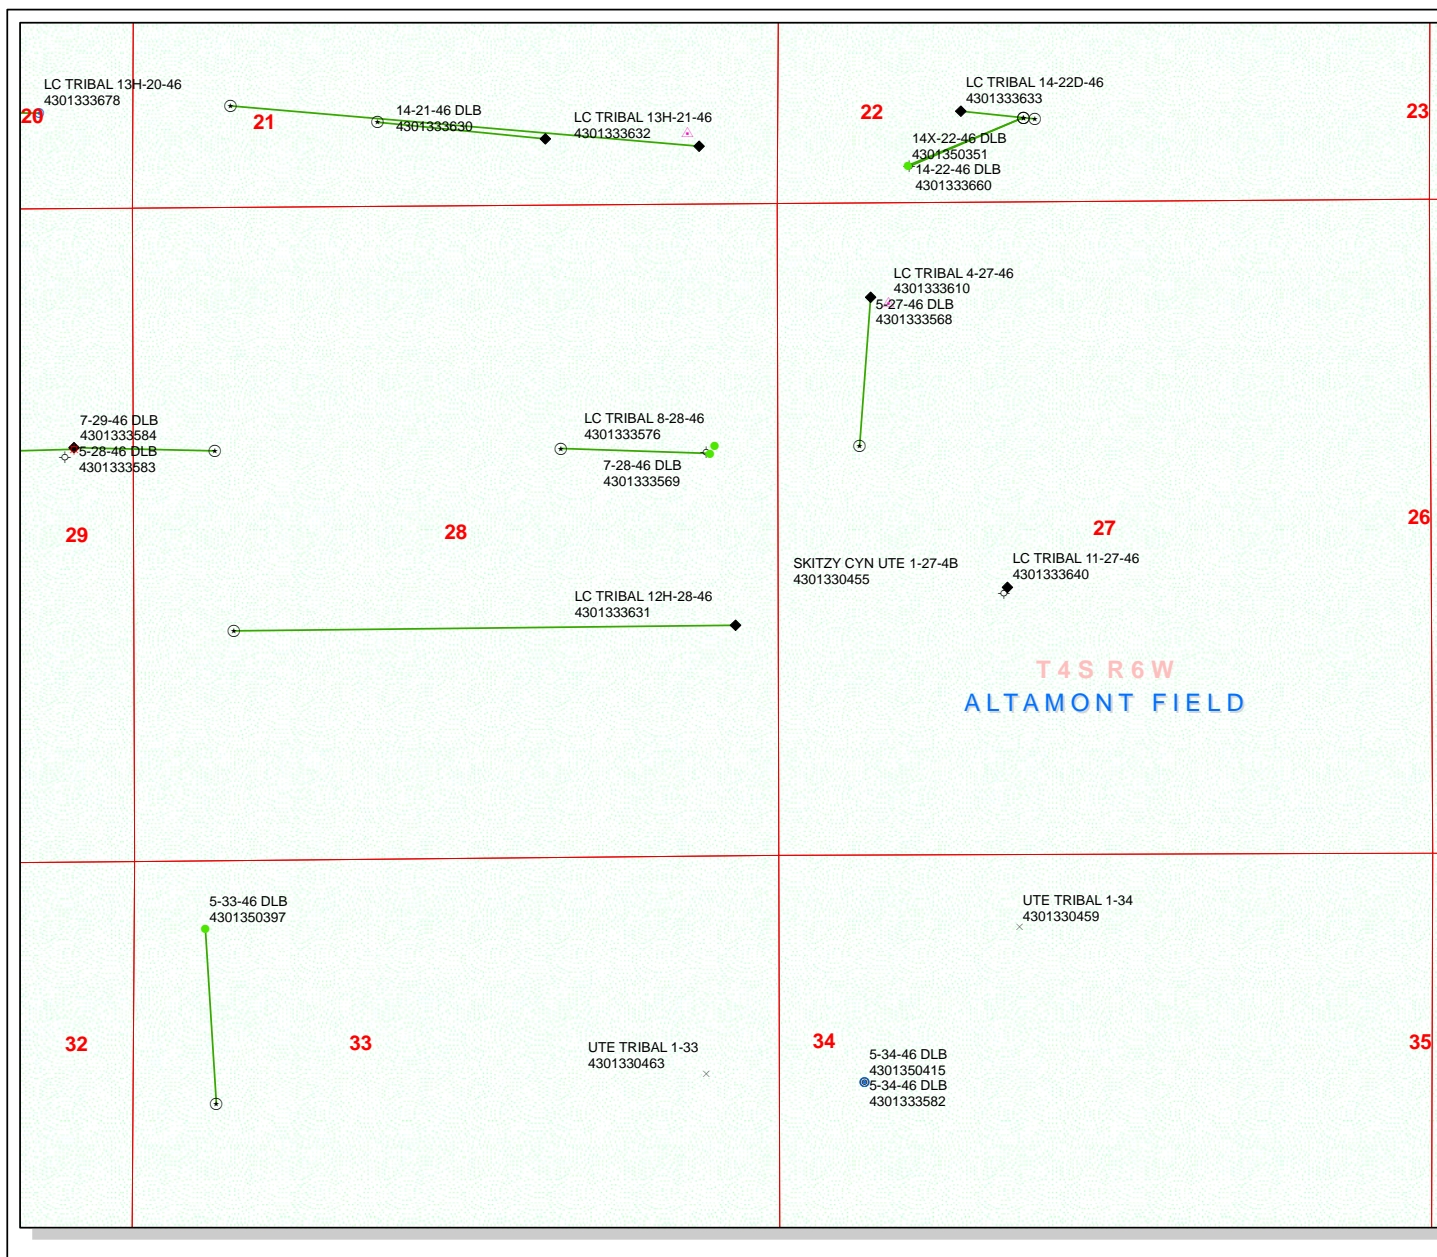 LC TRIBAL 13H-20-46
4301333678
20
21
14-21-46 DLB
4301333630
LC TRIBAL 13H-21-46
4301333632
22
LC TRIBAL 14-22D-46
4301333633
23
14X-22-46 DLB
4301350351
14-22-46 DLB
4301333660
LC TRIBAL 4-27-46
4301333610
5-27-46 DLB
4301333568
7-29-46 DLB
4301333584
5-28-46 DLB
4301333583
LC TRIBAL 8-28-46
4301333576
7-28-46 DLB
4301333569
29
28
27
26
SKITZY CYN UTE 1-27-4B
4301330455
LC TRIBAL 11-27-46
4301333640
LC TRIBAL 12H-28-46
4301333631
T4S R6W
ALTAMONT FIELD
5-33-46 DLB
4301350397
UTE TRIBAL 1-34
4301330459
32
33
UTE TRIBAL 1-33
4301330463
34
5-34-46 DLB
4301350415
5-34-46 DLB
4301333582
35